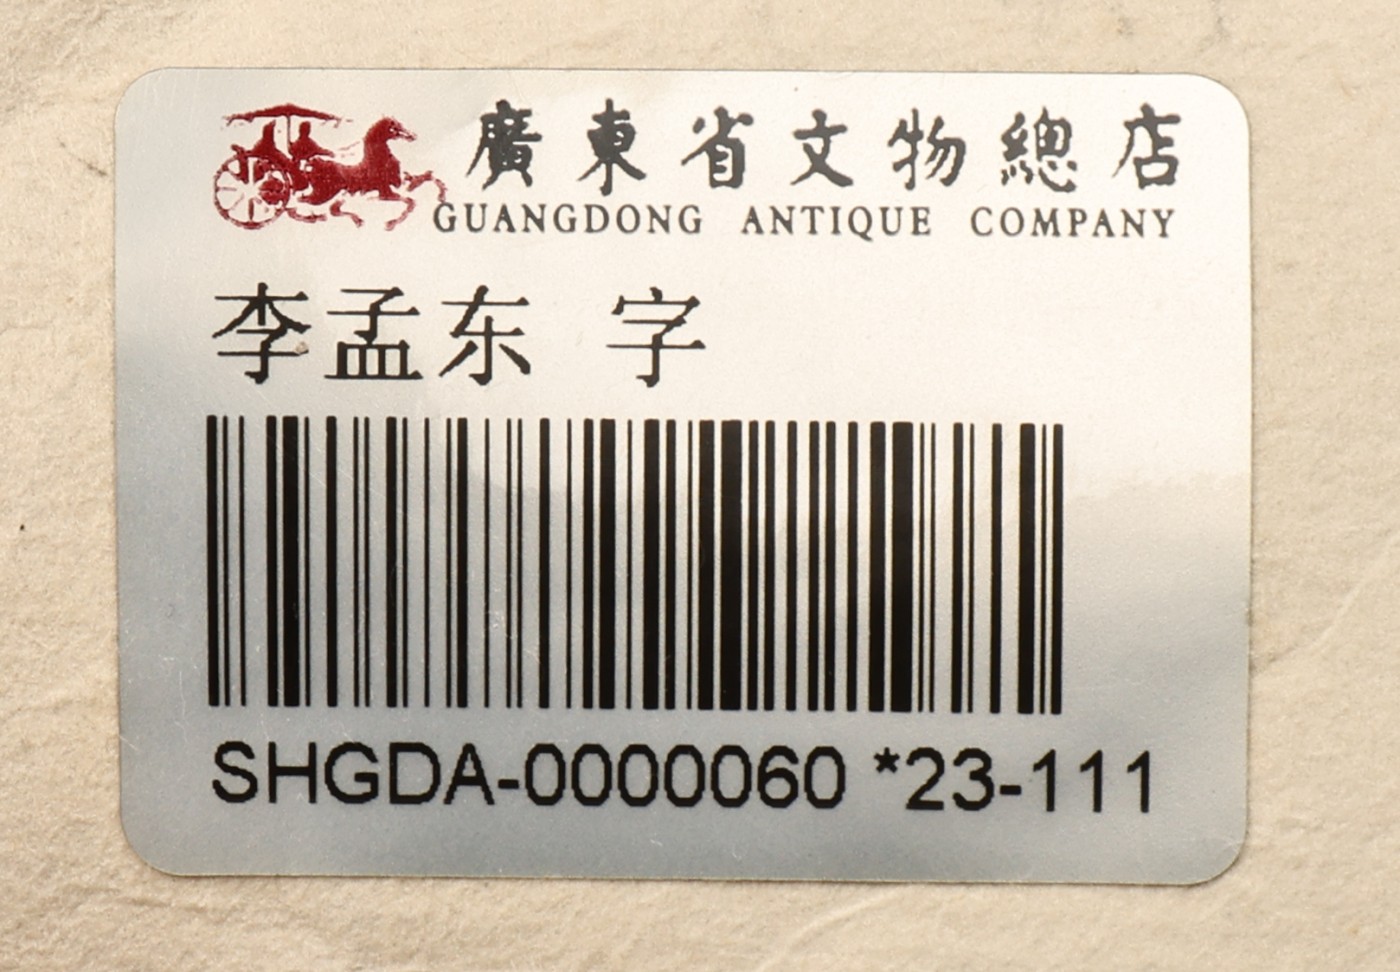 廣東省文物總店
GUANGDONG ANTIQUE COMPANY
李孟东 字
SHGDA-0000060 *23-111